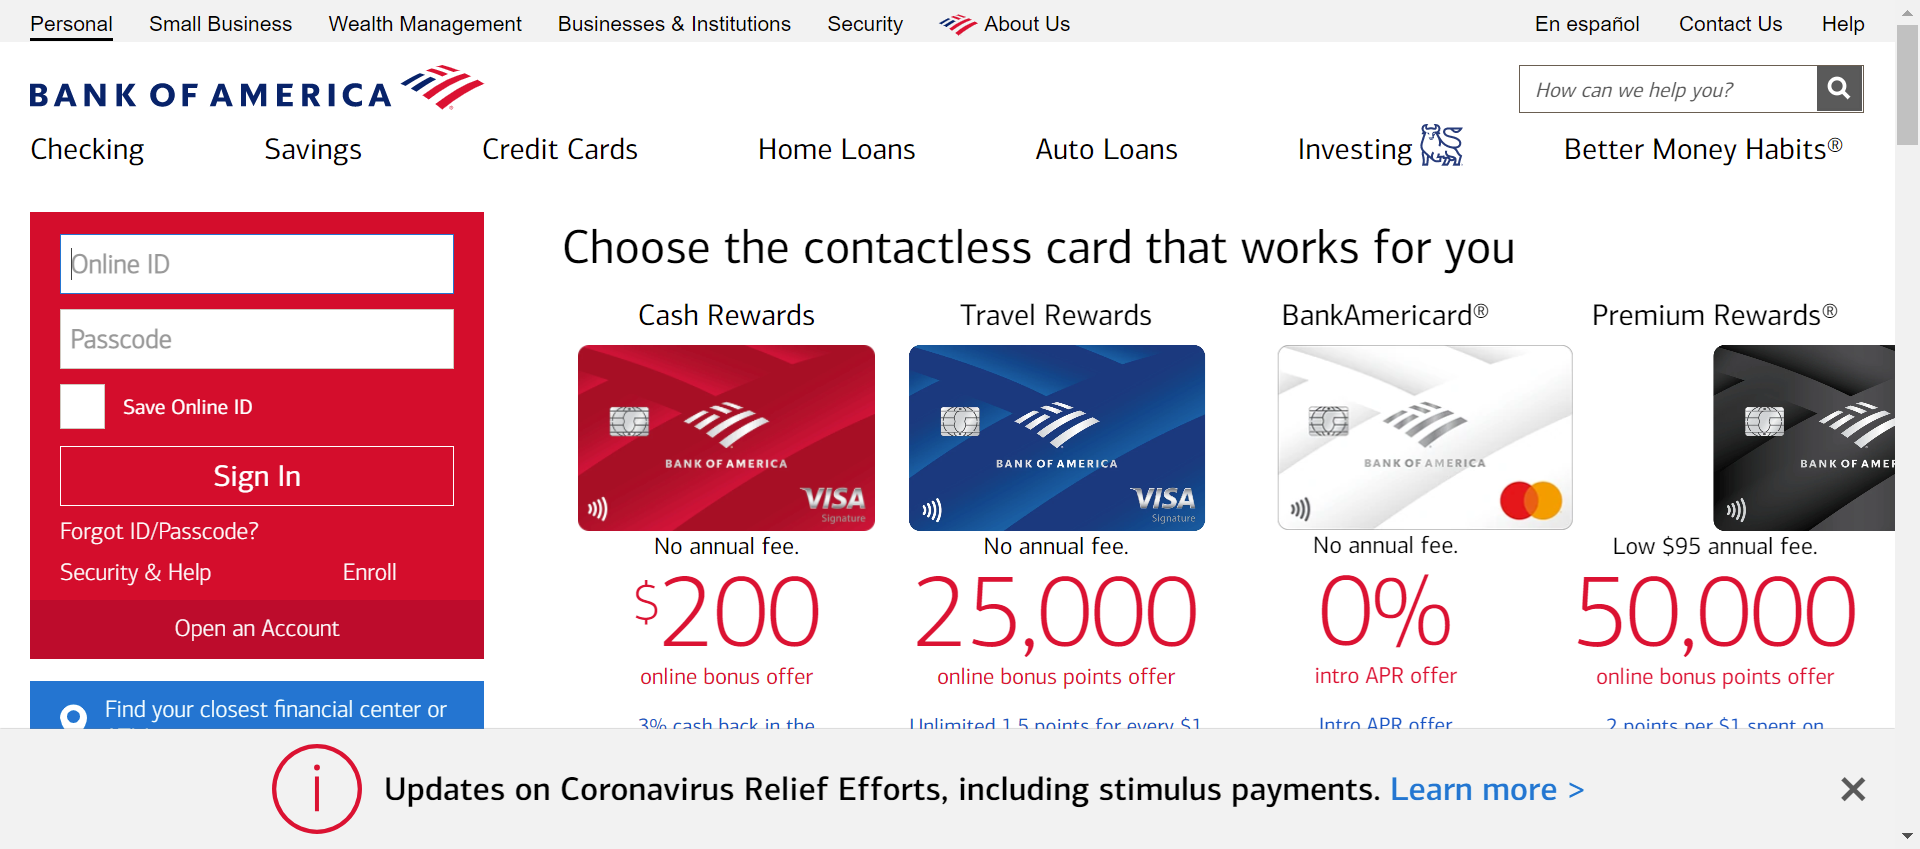 Personal Small Business Wealth Management Businesses & Institutions Security About Us En español Contact Us Help
BANK OF AMERICA
How can we help you?
Checking Savings Credit Cards Home Loans Auto Loans Investing Better Money Habits®
Online ID
Passcode
Save Online ID
Sign In
Forgot ID/Passcode?
Security & Help Enroll
Open an Account
Find your closest financial center or
Choose the contactless card that works for you
Cash Rewards Travel Rewards BankAmericard® Premium Rewards®
BANK OF AMERICA BANK OF AMERICA BANK OF AMERICA BANK OF AMER
VISA VISA
Signature Signature
No annual fee. No annual fee. No annual fee. Low $95 annual fee.
$200 25,000 0% 50,000
online bonus offer online bonus points offer intro APR offer online bonus points offer
3% cash back in the Unlimited 1.5 points for every $1 Intro APR offer 2 points per $1 spent on
Updates on Coronavirus Relief Efforts, including stimulus payments. Learn more >